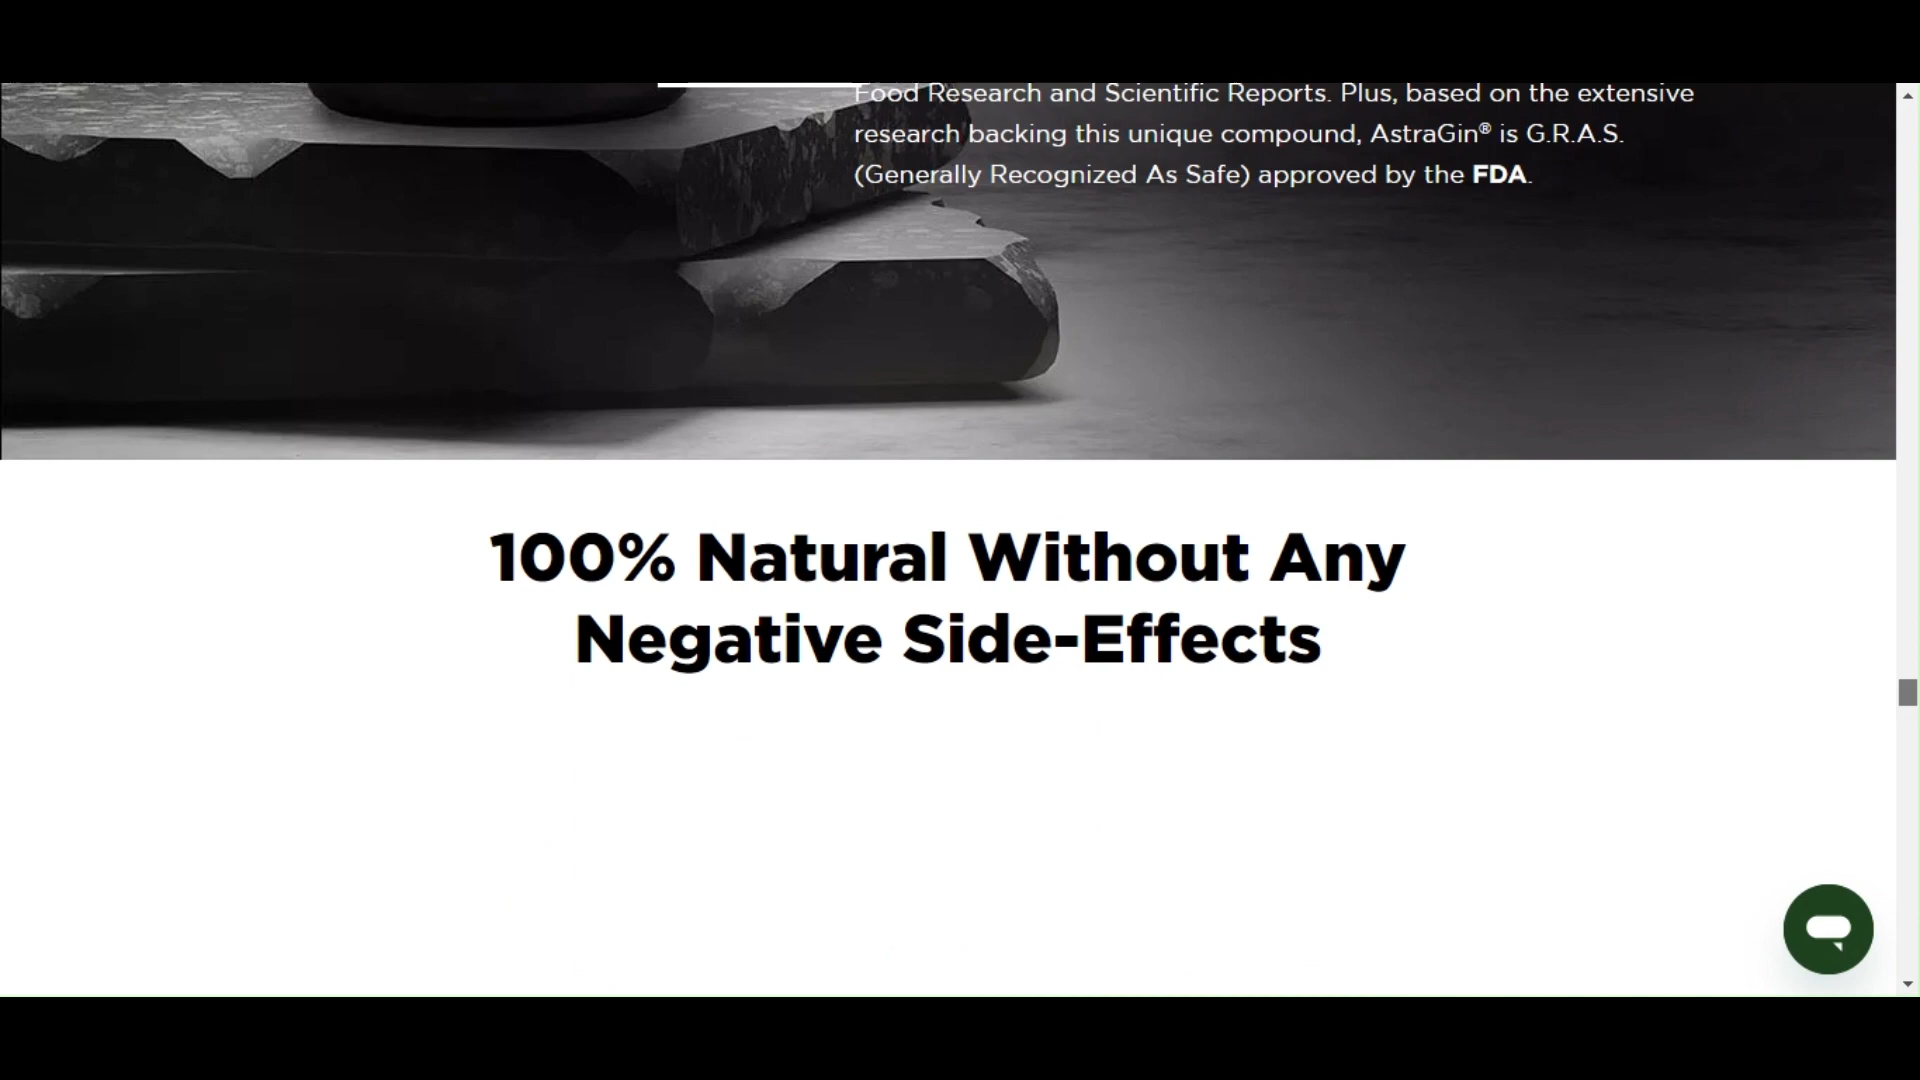 Food Research and Scientific Reports. Plus, based on the extensive
research backing this unique compound, AstraGin® is G.R.A.S.
(Generally Recognized As Safe) approved by the FDA.
100% Natural Without Any
Negative Side-Effects